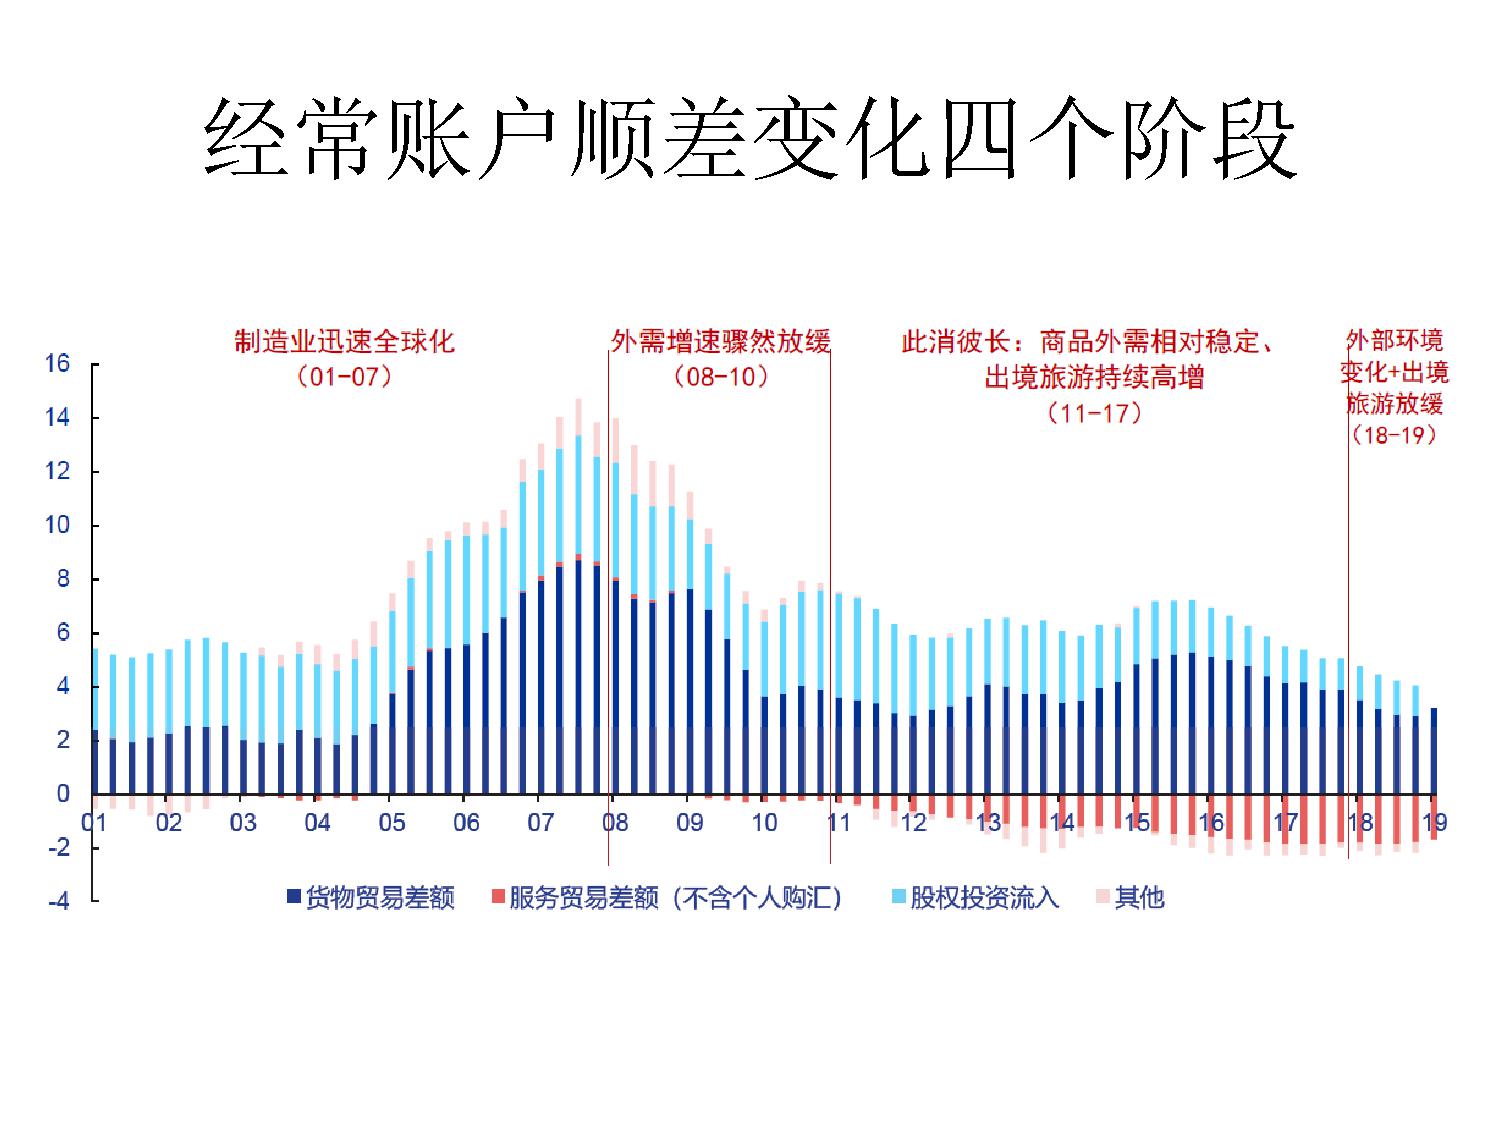 经常账户顺差变化四个阶段
制造业迅速全球化
（01-07）
外需增速骤然放缓
（08-10）
此消彼长：商品外需相对稳定、
出境旅游持续高增
（11-17）
外部环境
变化+出境
旅游放缓
（18-19）
16
14
12
10
8
6
4
2
0
-2
-4
01 02 03 04 05 06 07 08 09 10 11 12 13 14 15 16 17 18 19
货物贸易差额 服务贸易差额（不含个人购汇） 股权投资流入 其他